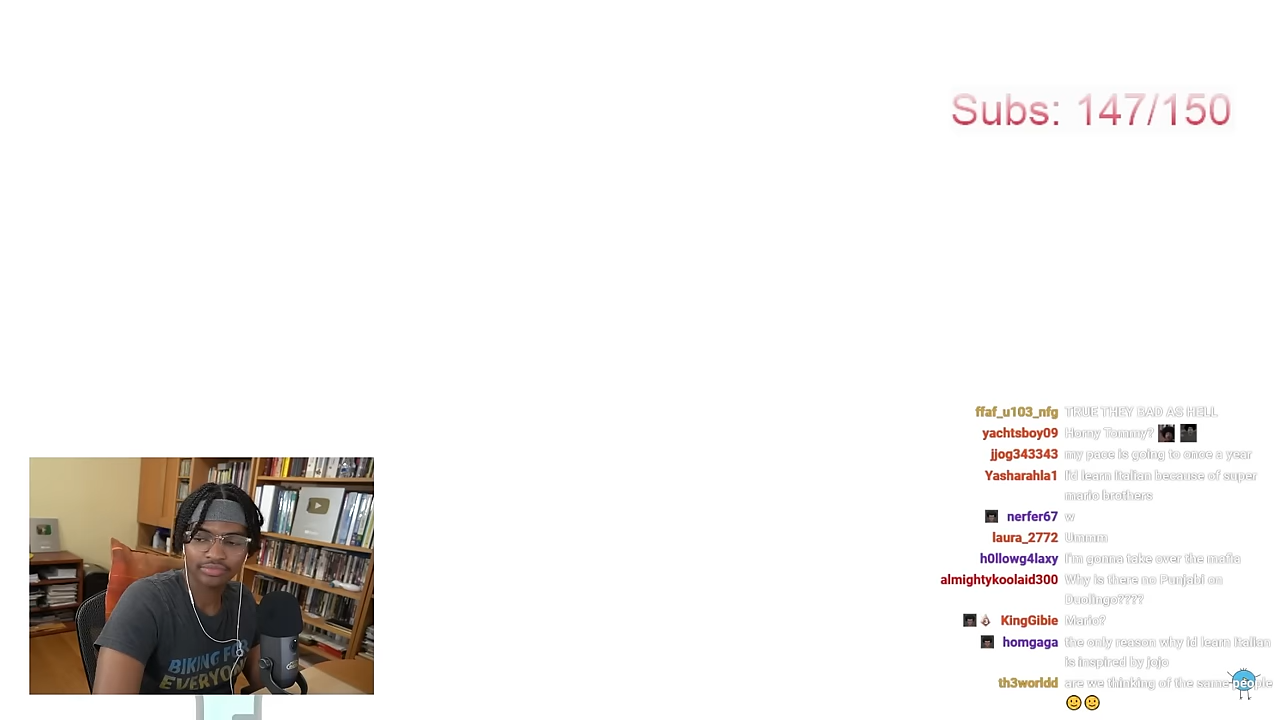 Subs: 147/150
ffaf_u103_nfg TRUE THEY BAD AS HELL
yachtsboy09 Horny Tommy?
jjog343343 my pace is going to once a year
Yasharahla1 I'd learn Italian because of super
mario brothers
nerfer67 w
laura_2772 Ummm
h0llowg4laxy I'm gonna take over the mafia
almightykoolaid300 Why is there no Punjabi on
Duolingo????
KingGibie Mario?
homgaga the only reason why id learn Italian
is inspired by jojo
th3worldd are we thinking of the same people
BIKING FOR
EVERYO